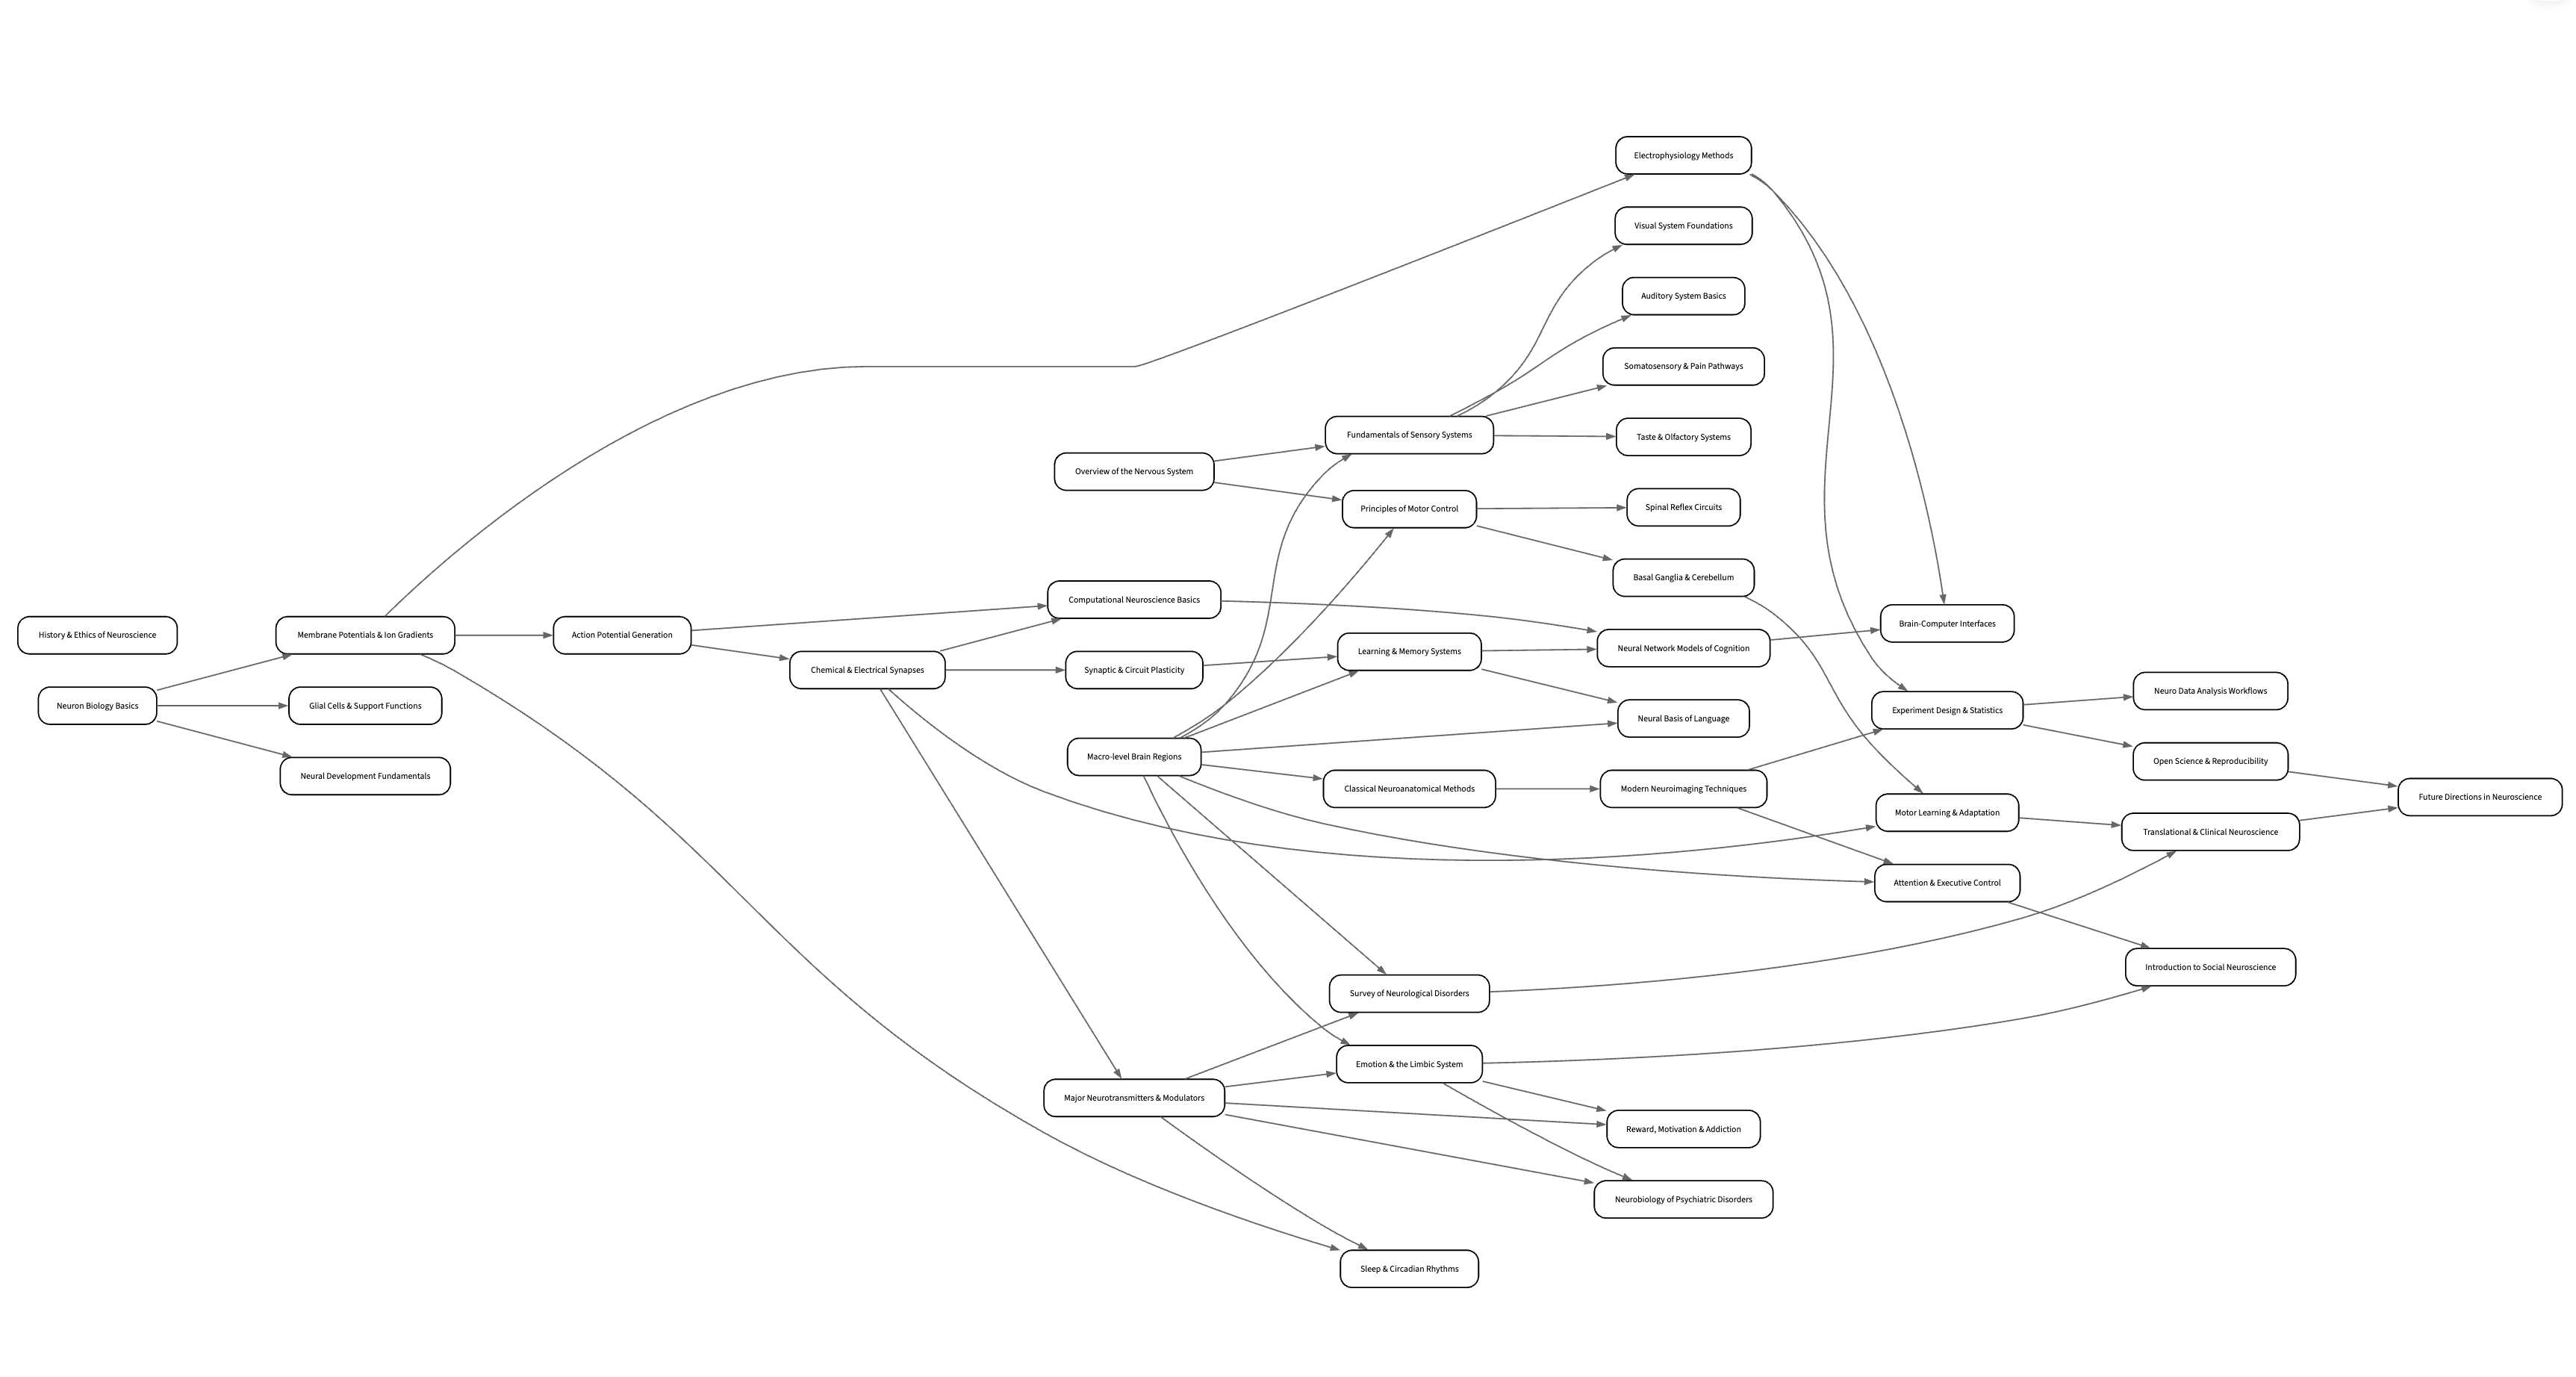 Electrophysiology Methods
Visual System Foundations
Auditory System Basics
Somatosensory & Pain Pathways
Fundamentals of Sensory Systems
Taste & Olfactory Systems
Overview of the Nervous System
Principles of Motor Control
Spinal Reflex Circuits
Basal Ganglia & Cerebellum
Computational Neuroscience Basics
Brain-Computer Interfaces
History & Ethics of Neuroscience
Membrane Potentials & Ion Gradients
Action Potential Generation
Neural Network Models of Cognition
Learning & Memory Systems
Chemical & Electrical Synapses
Synaptic & Circuit Plasticity
Neuro Data Analysis Workflows
Neuron Biology Basics
Glial Cells & Support Functions
Experiment Design & Statistics
Neural Basis of Language
Macro-level Brain Regions
Open Science & Reproducibility
Neural Development Fundamentals
Classical Neuroanatomical Methods
Modern Neuroimaging Techniques
Future Directions in Neuroscience
Motor Learning & Adaptation
Translational & Clinical Neuroscience
Attention & Executive Control
Introduction to Social Neuroscience
Survey of Neurological Disorders
Emotion & the Limbic System
Major Neurotransmitters & Modulators
Reward, Motivation & Addiction
Neurobiology of Psychiatric Disorders
Sleep & Circadian Rhythms